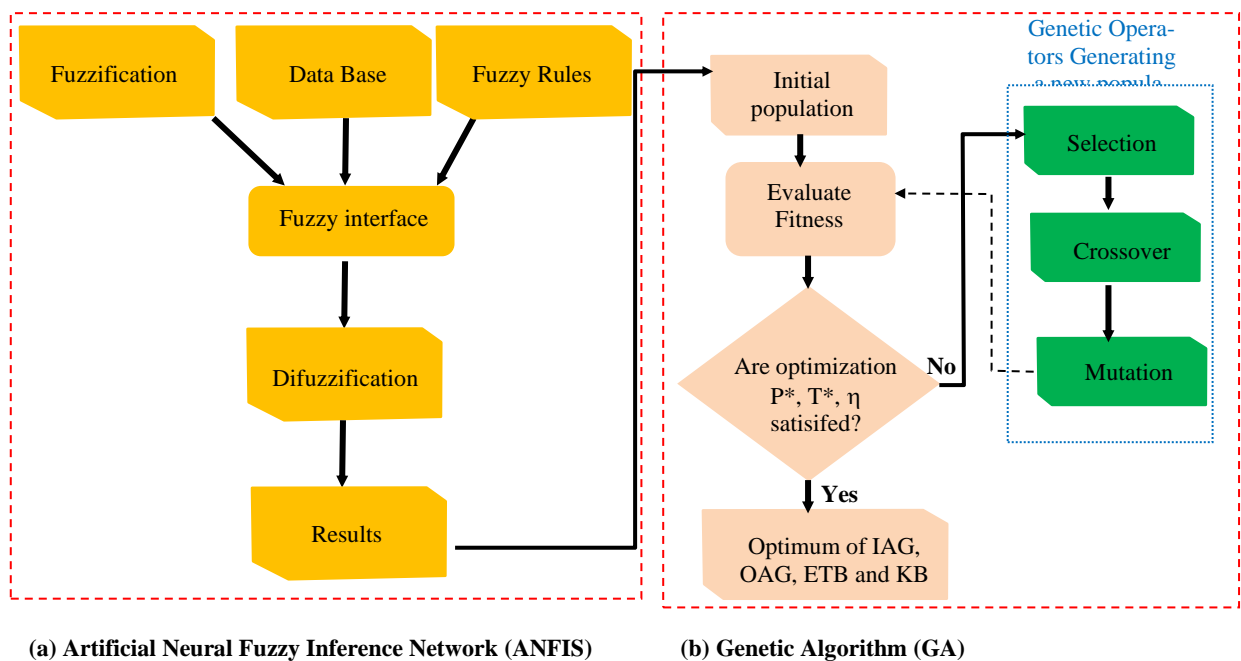 Fuzzification
Data Base
Fuzzy Rules
Fuzzy interface
Difuzzification
Results
(a) Artificial Neural Fuzzy Inference Network (ANFIS)
Initial
population
Evaluate
Fitness
Are optimization
P*, T*, η
satisifed?
No
Yes
Optimum of IAG,
OAG, ETB and KB
Genetic Opera-
tors Generating
a new popula
Selection
Crossover
Mutation
(b) Genetic Algorithm (GA)